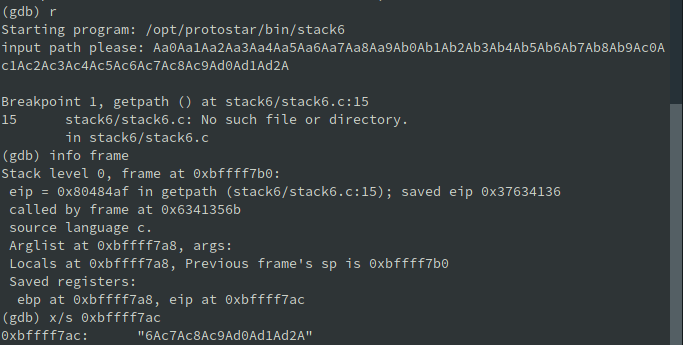 (gdb) r
Starting program: /opt/protostar/bin/stack6
input path please: Aa0Aa1Aa2Aa3Aa4Aa5Aa6Aa7Aa8Aa9Ab0Ab1Ab2Ab3Ab4Ab5Ab6Ab7Ab8Ab9Ac0A
c1Ac2Ac3Ac4Ac5Ac6Ac7Ac8Ac9Ad0Ad1Ad2A
Breakpoint 1, getpath () at stack6/stack6.c:15
15      stack6/stack6.c: No such file or directory.
        in stack6/stack6.c
(gdb) info frame
Stack level 0, frame at 0xbffff7b0:
 eip = 0x80484af in getpath (stack6/stack6.c:15); saved eip 0x37634136
 called by frame at 0x6341356b
 source language c.
 Arglist at 0xbffff7a8, args:
 Locals at 0xbffff7a8, Previous frame's sp is 0xbffff7b0
 Saved registers:
  ebp at 0xbffff7a8, eip at 0xbffff7ac
(gdb) x/s 0xbffff7ac
0xbffff7ac:      "6Ac7Ac8Ac9Ad0Ad1Ad2A"